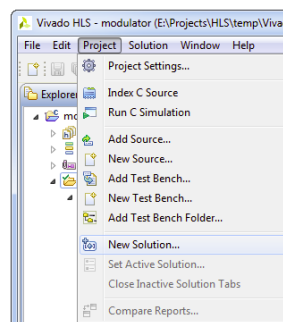 Vivado HLS - modulator (E:\Projects\HLS\temp\Viva
File Edit Project Solution Window Help
Project Settings...
Explorer
Index C Source
Run C Simulation
Add Source...
New Source...
Add Test Bench...
New Test Bench...
Add Test Bench Folder...
New Solution...
Set Active Solution...
Close Inactive Solution Tabs
Compare Reports...